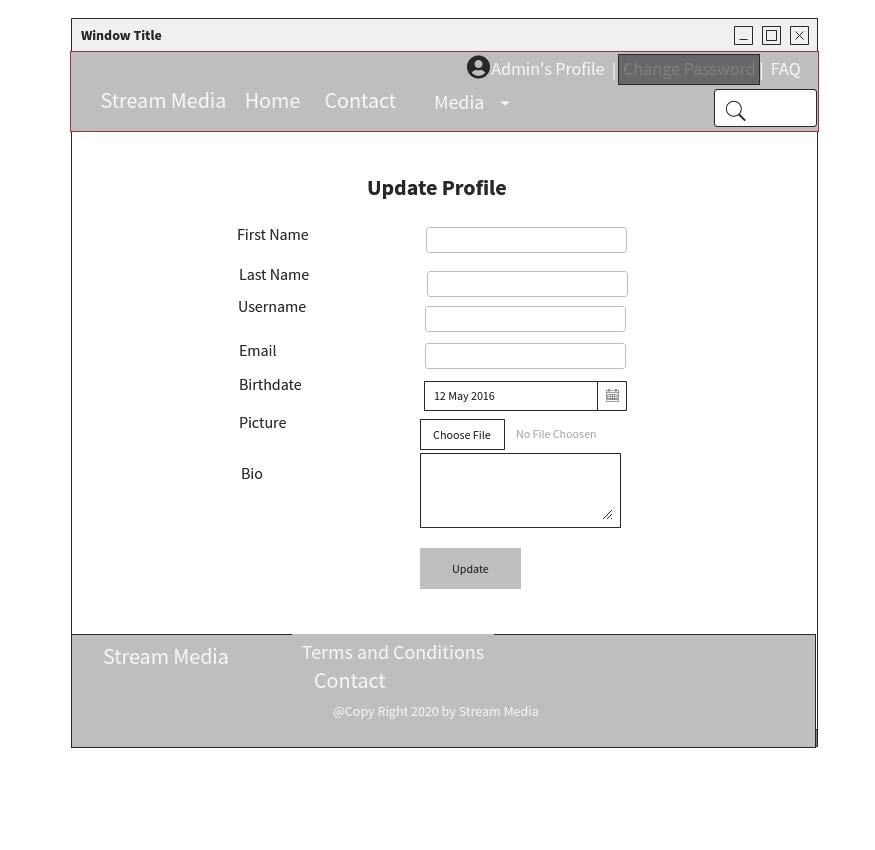 Window Title
Admin's Profile | Change Password | FAQ
Stream Media Home Contact Media
Update Profile
First Name
Last Name
Username
Email
Birthdate 12 May 2016
Picture Choose File No File Choosen
Bio
Update
Stream Media Terms and Conditions
Contact
@Copy Right 2020 by Stream Media